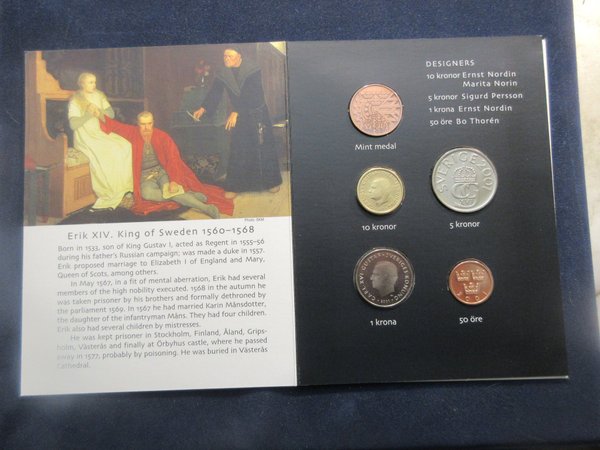 Photo: SKM
Erik XIV. King of Sweden 1560–1568
Born in 1533, son of King Gustav I, acted as Regent in 1555–56
during his father's Russian campaign; was made a duke in 1557.
Erik proposed marriage to Elizabeth I of England and Mary,
Queen of Scots, among others.
In May 1567, in a fit of mental aberration, Erik had several
members of the high nobility executed. 1568 in the autumn he
was taken prisoner by his brothers and formally dethroned by
the parliament 1569. In 1567 he had married Karin Månsdotter,
the daughter of the infantryman Måns. They had four children.
Erik also had several children by mistresses.
He was kept prisoner in Stockholm, Finland, Åland, Grips-
holm, Västerås and finally at Örbyhus castle, where he passed
away in 1577, probably by poisoning. He was buried in Västerås
Cathedral.
DESIGNERS
10 kronor Ernst Nordin
Marita Norin
5 kronor Sigurd Persson
1 krona Ernst Nordin
50 öre Bo Thorén
Mint medal
10 kronor
SVERIGE 2001
5 kronor
CARL XVI GUSTAF SVERIGES KONUNG
1 krona
50 öre